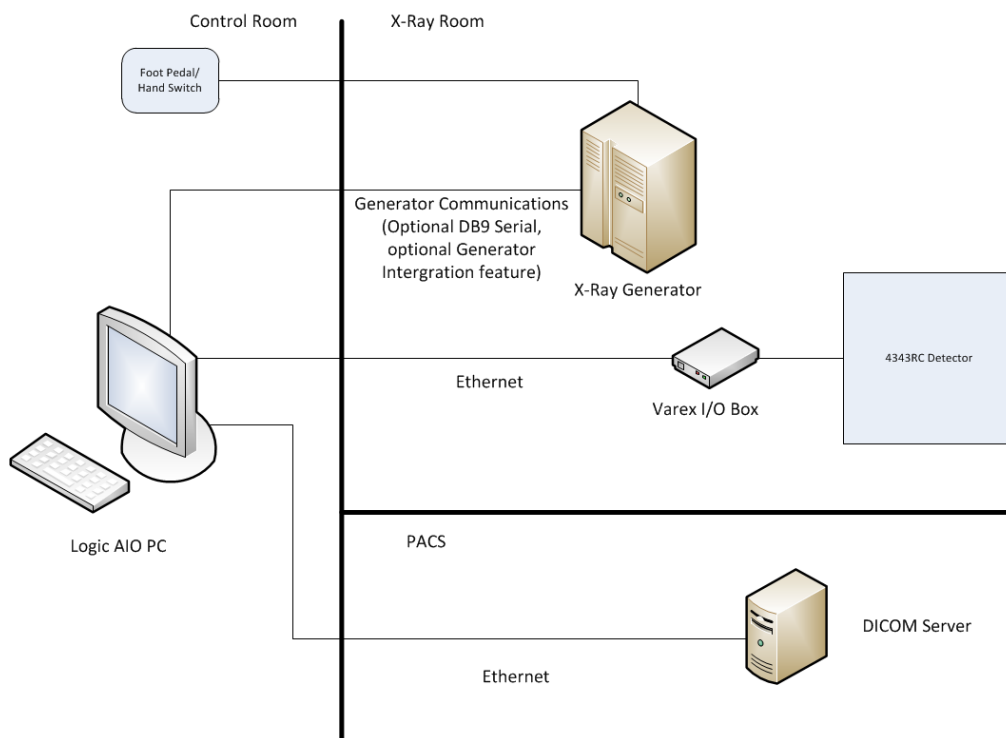 Control Room
X-Ray Room
Foot Pedal/
Hand Switch
Generator Communications
(Optional DB9 Serial,
optional Generator
Intergration feature)
X-Ray Generator
4343RC Detector
Ethernet
Varex I/O Box
Logic AIO PC
PACS
DICOM Server
Ethernet